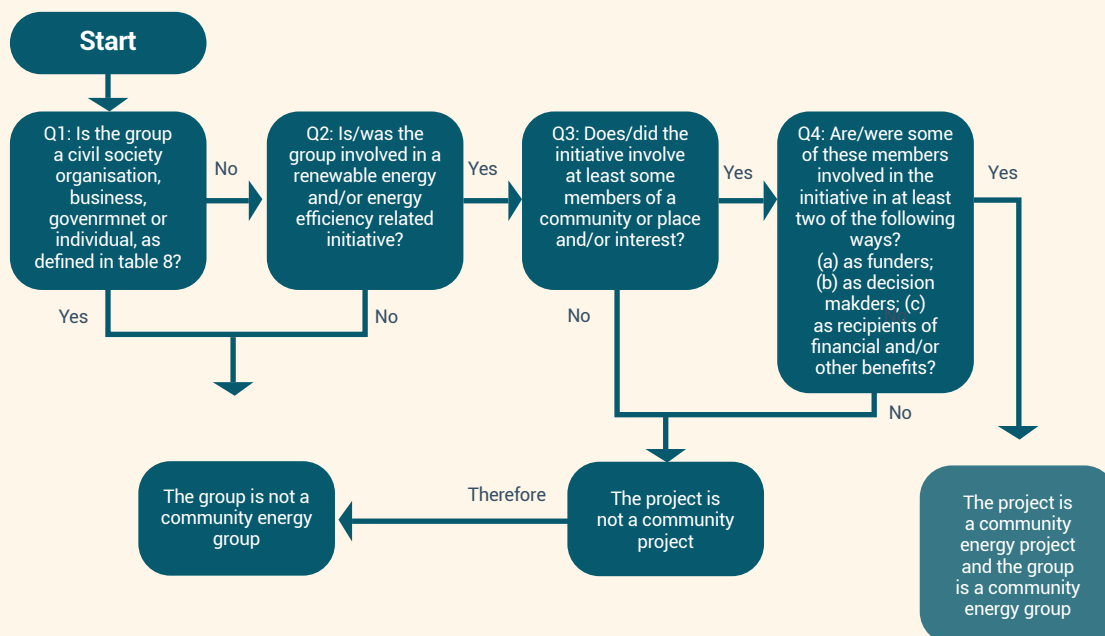 Start
Q1: Is the group
a civil society
organisation,
business,
govenrmnet or
individual, as
defined in table 8?
No
Yes
Q2: Is/was the
group involved in a
renewable energy
and/or energy
efficiency related
initiative?
Yes
No
Q3: Does/did the
initiative involve
at least some
members of a
community or place
and/or interest?
Yes
No
Q4: Are/were some
of these members
involved in the
initiative in at least
two of the following
ways?
(a) as funders;
(b) as decision
makders; (c)
as recipients of
financial and/or
other benefits?
Yes
No
The group is not a
community energy
group
Therefore
The project is
not a community
project
The project is
a community
energy project
and the group
is a community
energy group